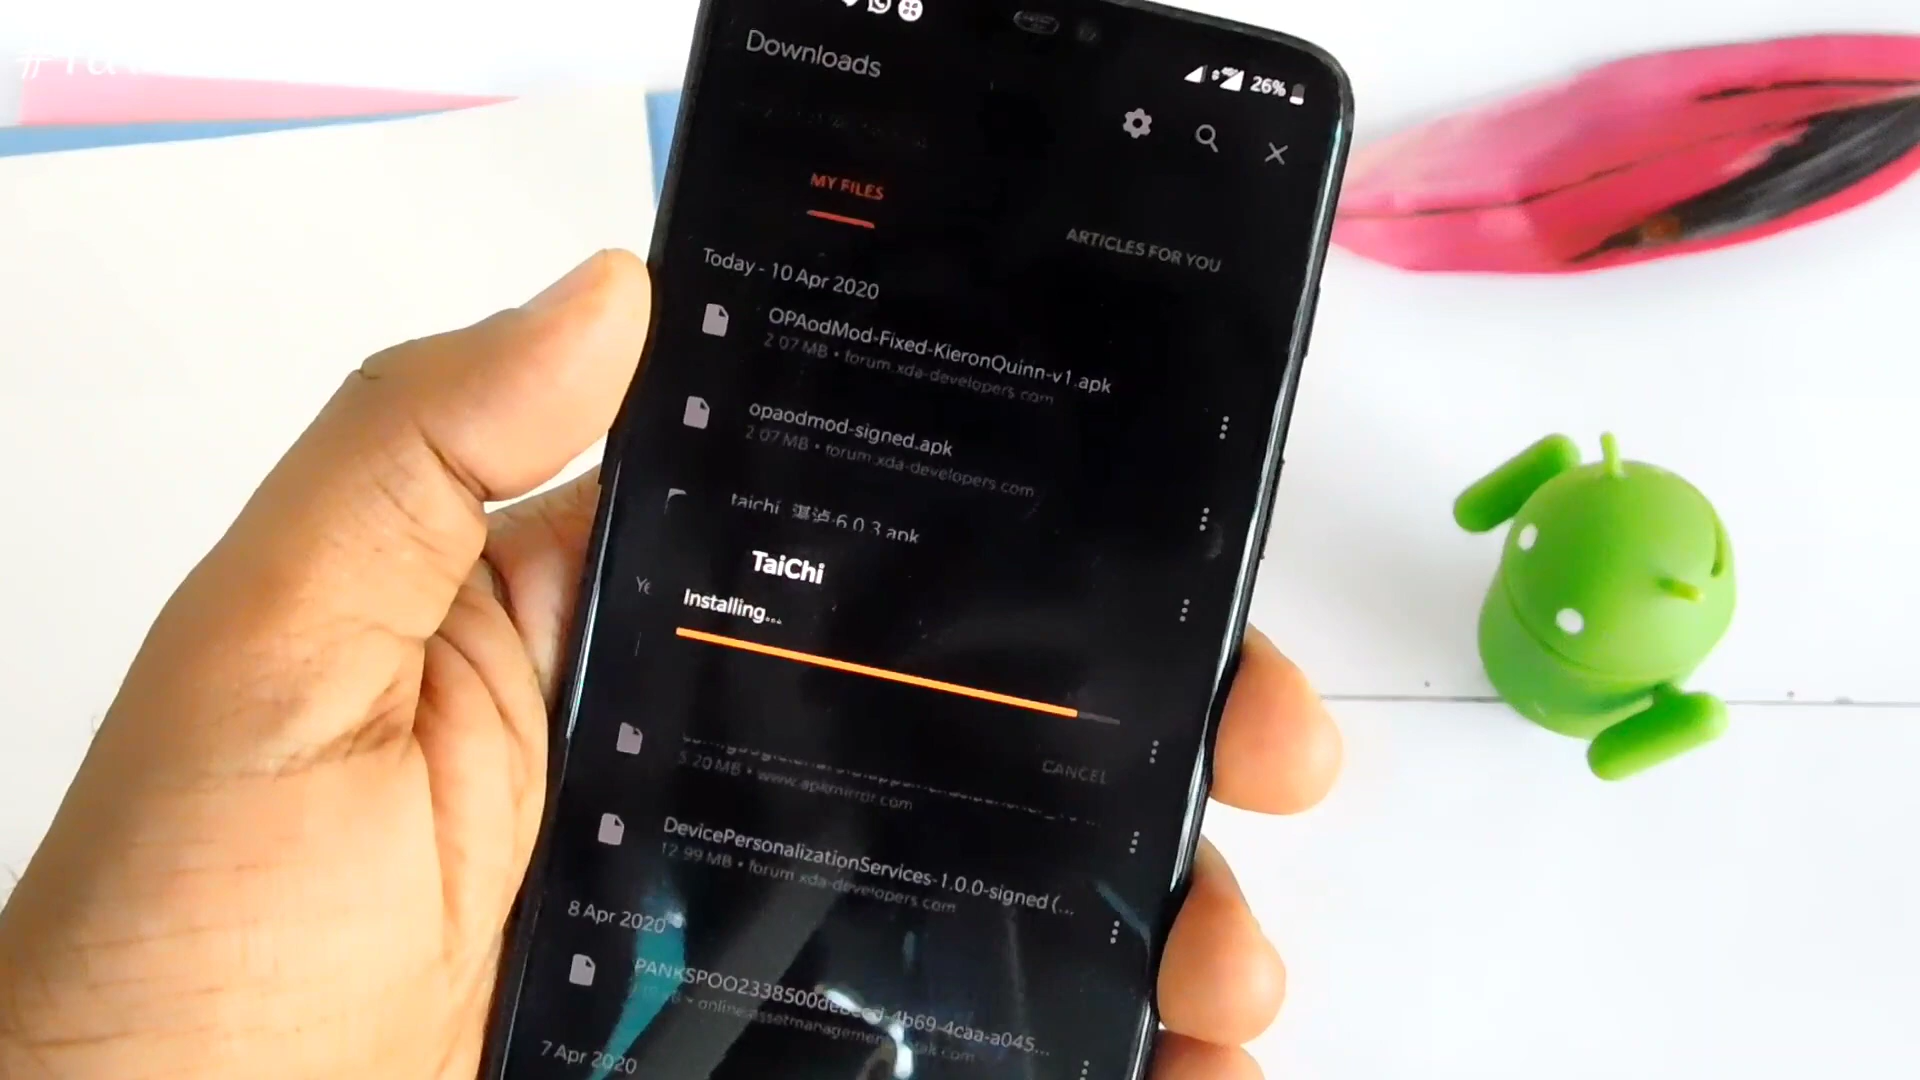 Downloads
26%
MY FILES
ARTICLES FOR YOU
Today - 10 Apr 2020
OPAodMod-Fixed-KieronQuinn-v1.apk
2.07 MB • forum.xda-developers.com
opaodmod-signed.apk
2.07 MB • forum.xda-developers.com
taichi 6.0.3.apk
TaiChi
Installing...
CANCEL
5.20 MB • www.apkmirror.com
DevicePersonalizationServices-1.0.0-signed (...
12.99 MB • forum.xda-developers.com
8 Apr 2020
7 Apr 2020